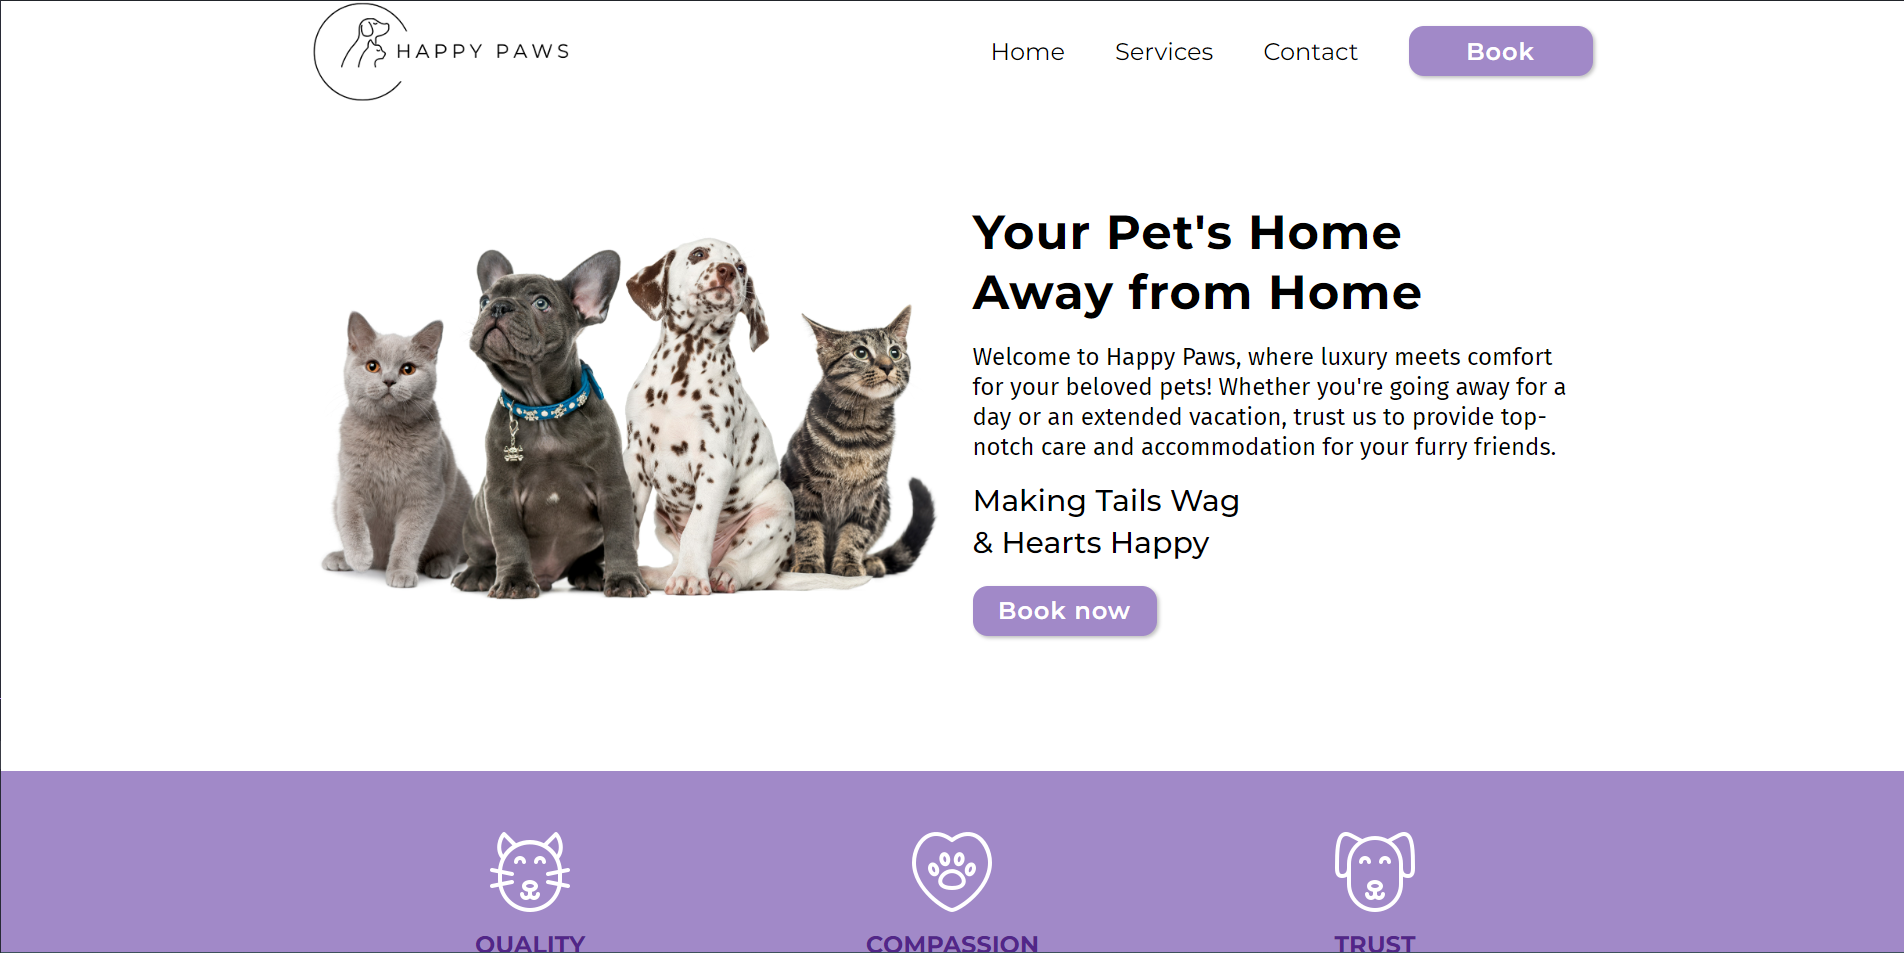 HAPPY PAWS
Home
Services
Contact
Book
Your Pet's Home
Away from Home
Welcome to Happy Paws, where luxury meets comfort
for your beloved pets! Whether you're going away for a
day or an extended vacation, trust us to provide top-
notch care and accommodation for your furry friends.
Making Tails Wag
& Hearts Happy
Book now
QUALITY
COMPASSION
TRUST